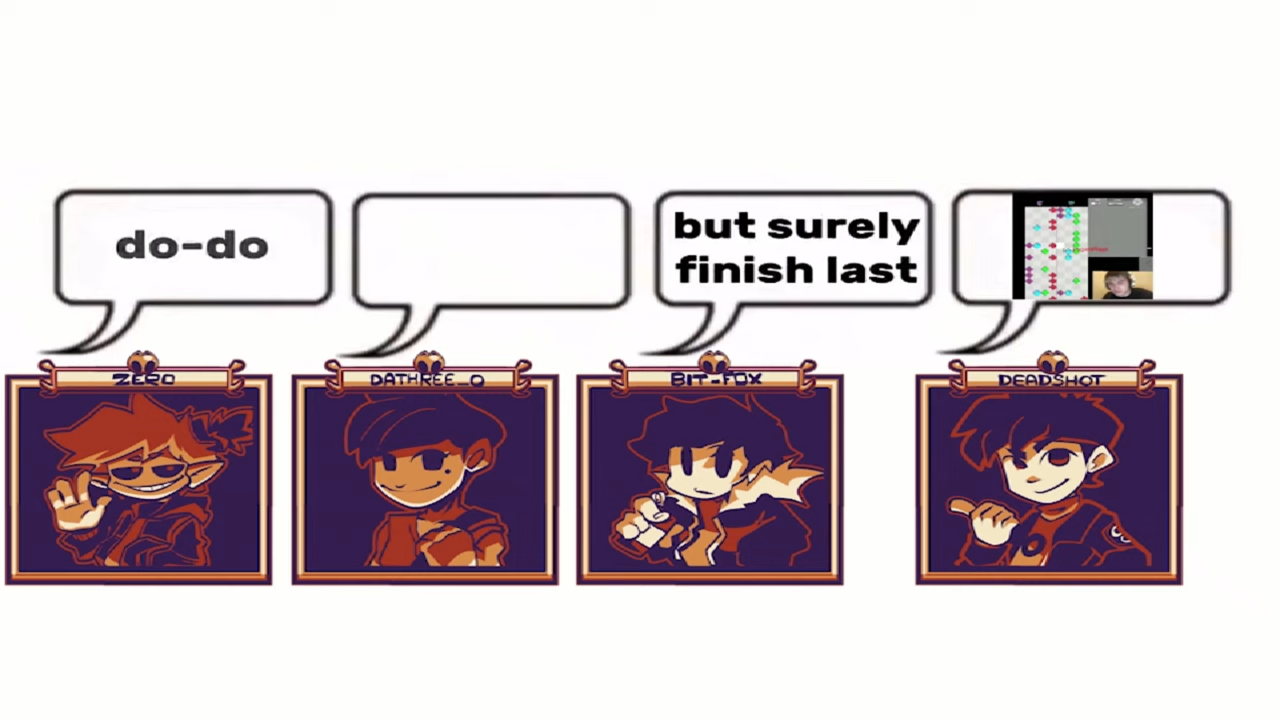 do-do
but surely
finish last
ZERO
DATHREE_O
BIT-FOX
DEADSHOT